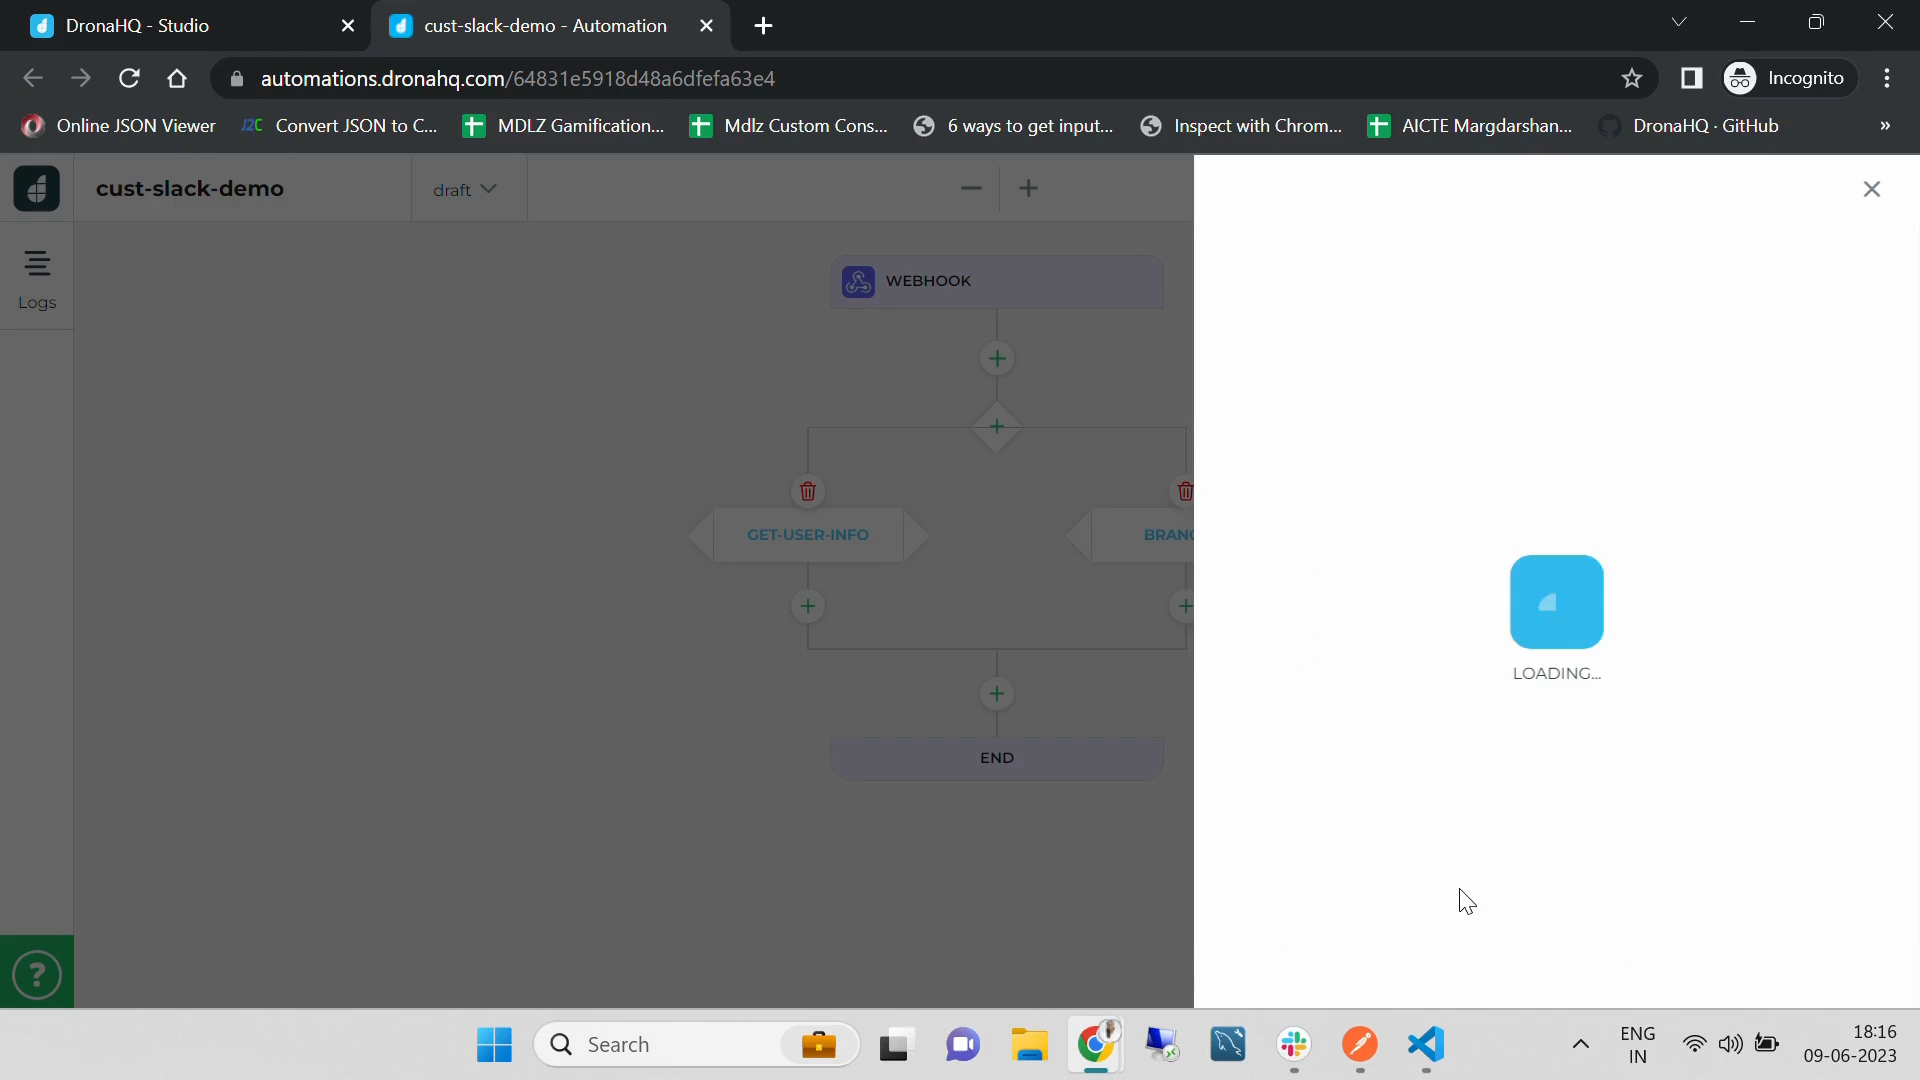 DronaHQ - Studio
cust-slack-demo - Automation
automations.dronahq.com/64831e5918d48a6dfefa63e4
Incognito
Online JSON Viewer
J2C
Convert JSON to C...
MDLZ Gamification...
Mdlz Custom Cons...
6 ways to get input...
Inspect with Chrom...
AICTE Margdarshan...
DronaHQ · GitHub
»
cust-slack-demo
draft
Logs
WEBHOOK
GET-USER-INFO
BRANC
END
LOADING...
?
Search
ENG
IN
18:16
09-06-2023